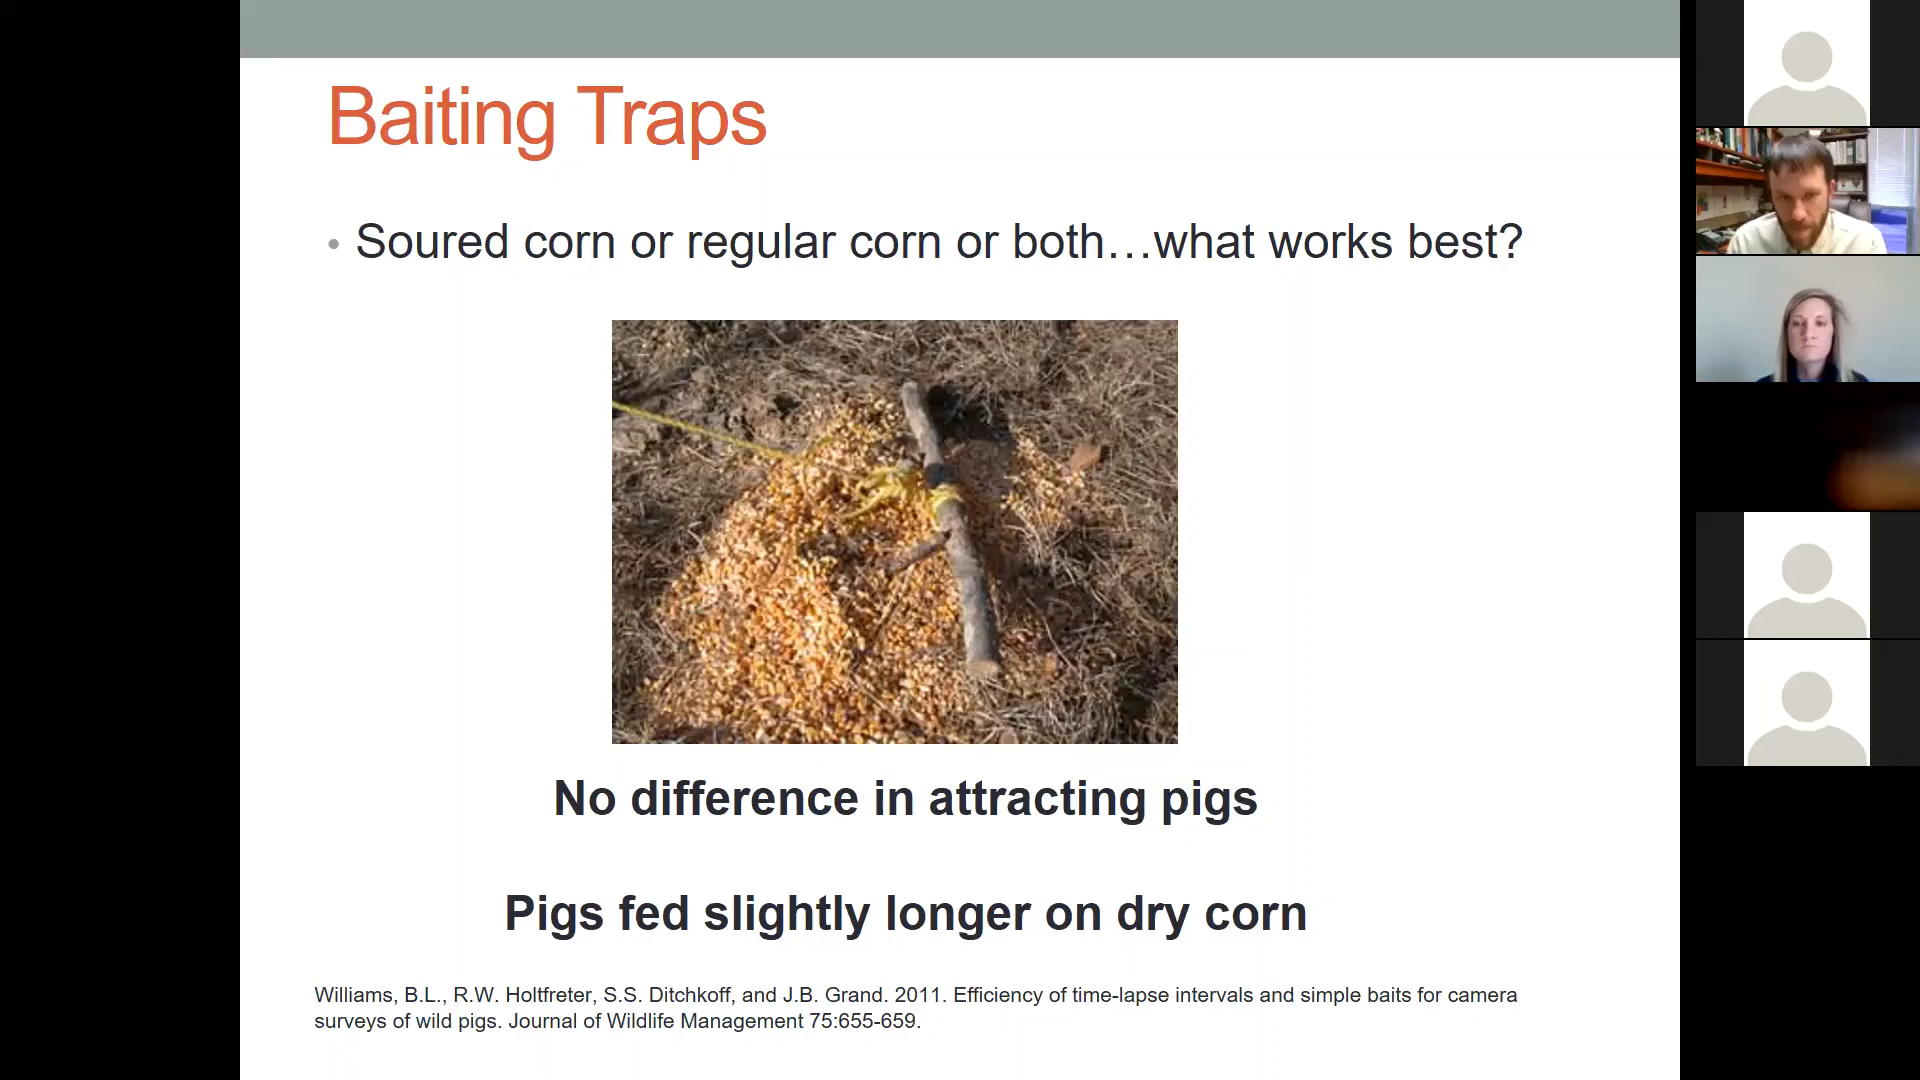 Baiting Traps
• Soured corn or regular corn or both…what works best?
No difference in attracting pigs
Pigs fed slightly longer on dry corn
Williams, B.L., R.W. Holtfreter, S.S. Ditchkoff, and J.B. Grand. 2011. Efficiency of time-lapse intervals and simple baits for camera
surveys of wild pigs. Journal of Wildlife Management 75:655-659.